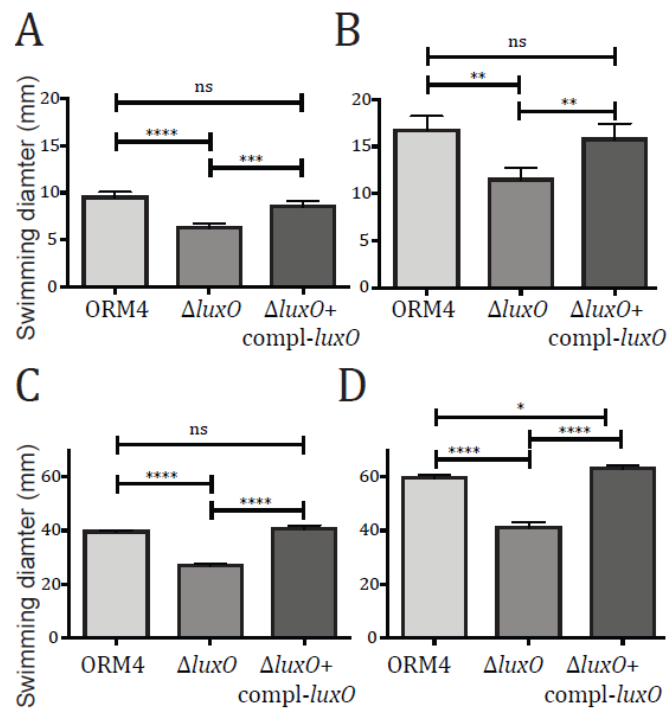 A
B
ns
ns
**
**
****
***
Swimming diamter (mm)
20
15
10
5
0
20
15
10
5
0
ORM4
ΔluxO
ΔluxO+
compl-luxO
ORM4
ΔluxO
ΔluxO+
compl-luxO
C
D
ns
*
****
****
****
****
Swimming diamter (mm)
60
40
20
0
60
40
20
0
ORM4
ΔluxO
ΔluxO+
compl-luxO
ORM4
ΔluxO
ΔluxO+
compl-luxO